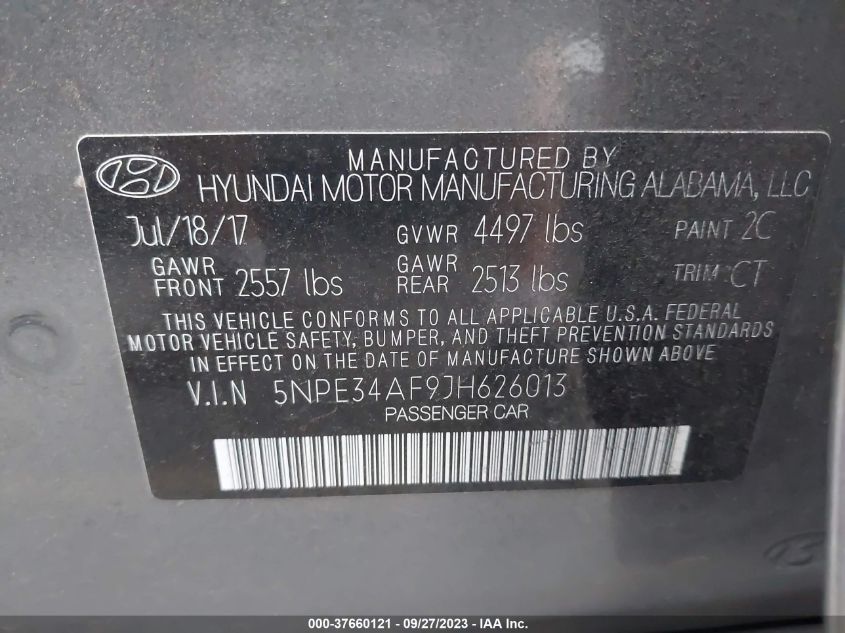 MANUFACTURED BY
HYUNDAI MOTOR MANUFACTURING ALABAMA, LLC
Jul/18/17 GVWR 4497 lbs PAINT 2C
GAWR FRONT 2557 lbs GAWR REAR 2513 lbs TRIM CT
THIS VEHICLE CONFORMS TO ALL APPLICABLE U.S.A. FEDERAL
MOTOR VEHICLE SAFETY, BUMPER, AND THEFT PREVENTION STANDARDS
IN EFFECT ON THE DATE OF MANUFACTURE SHOWN ABOVE
V.I.N 5NPE34AF9JH626013
PASSENGER CAR
000-37660121 - 09/27/2023 - IAA Inc.